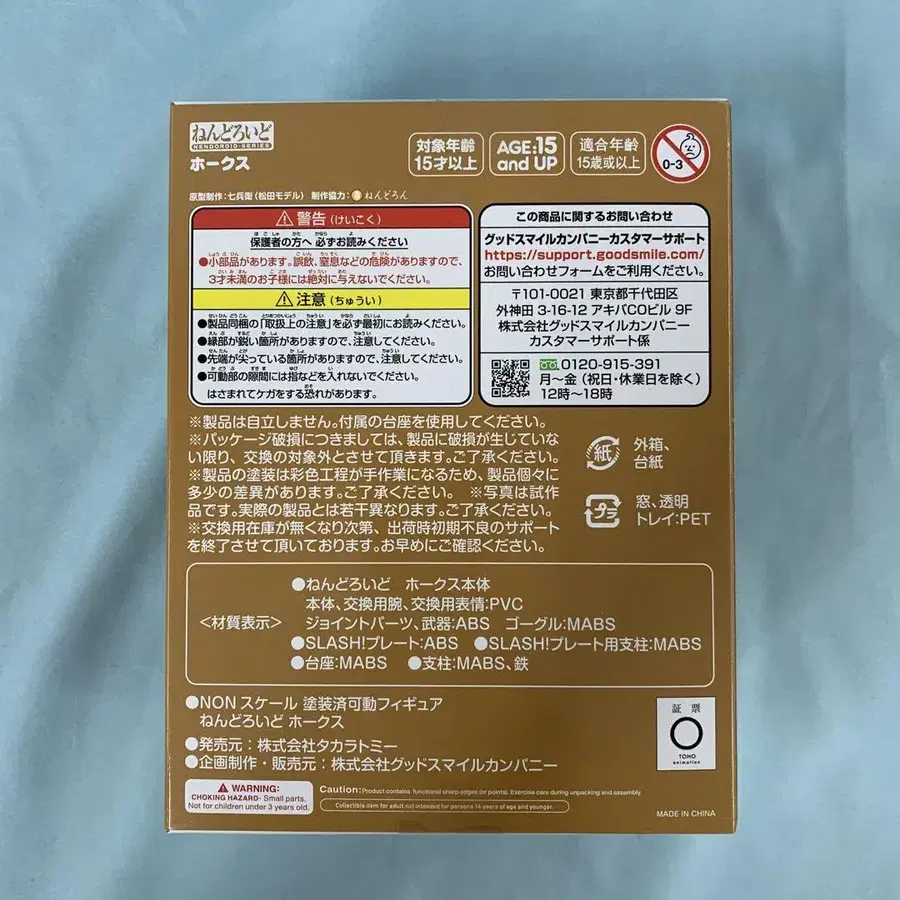 ねんどろいど
NENDOROID・SERIES
ホークス
対象年齢
15才以上
AGE:15
and UP
適合年齢
15歳或以上
0-3
原型制作:七兵衛(松田モデル) 制作協力: ねんどろん
警告(けいこく)
保護者の方へ 必ずお読みください
●小部品があります。誤飲、窒息などの危険がありますので、
3才未満のお子様には絶対に与えないでください。
注意(ちゅうい)
●製品同梱の「取扱上の注意」を必ず最初にお読みください。
●縁部が鋭い箇所がありますので、注意してください。
●先端が尖っている箇所がありますので、注意してください。
●可動部の隙間には指などを入れないでください。
はさまれてケガをする恐れがあります。
この商品に関するお問い合わせ
グッドスマイルカンパニーカスタマーサポート
https://support.goodsmile.com/
お問い合わせフォームをご利用ください。
〒101-0021 東京都千代田区
外神田 3-16-12 アキバCOビル 9F
株式会社グッドスマイルカンパニー
カスタマーサポート係
0120-915-391
月~金(祝日・休業日を除く)
12時~18時
※製品は自立しません。付属の台座を使用してください。
※パッケージ破損につきましては、製品に破損が生じていな
い限り、交換の対象外とさせて頂きます。ご了承ください。
※製品の塗装は彩色工程が手作業になるため、製品個々に
多少の差異があります。ご了承ください。 ※写真は試作
品です。実際の製品とは若干異なります。ご了承ください。
※交換用在庫が無くなり次第、出荷時初期不良のサポート
を終了させて頂いております。お早めにご確認ください。
紙
外箱、
台紙
プラ
窓、透明
トレイ:PET
<材質表示>
●ねんどろいど ホークス本体
本体、交換用腕、交換用表情:PVC
ジョイントパーツ、武器:ABS ゴーグル:MABS
●SLASH!プレート:ABS ●SLASH!プレート用支柱:MABS
●台座:MABS ●支柱:MABS、鉄
●NONスケール 塗装済可動フィギュア
ねんどろいど ホークス
●発売元:株式会社タカラトミー
●企画制作・販売元:株式会社グッドスマイルカンパニー
証票
TOHO
animation
WARNING:
CHOKING HAZARD- Small parts.
Not for children under 3 years old.
Caution:Product contains functional sharp edges (or points). Exercise care during unpacking and assembly.
Collectible item for adult not intended for persons 14 years of age and younger.
MADE IN CHINA